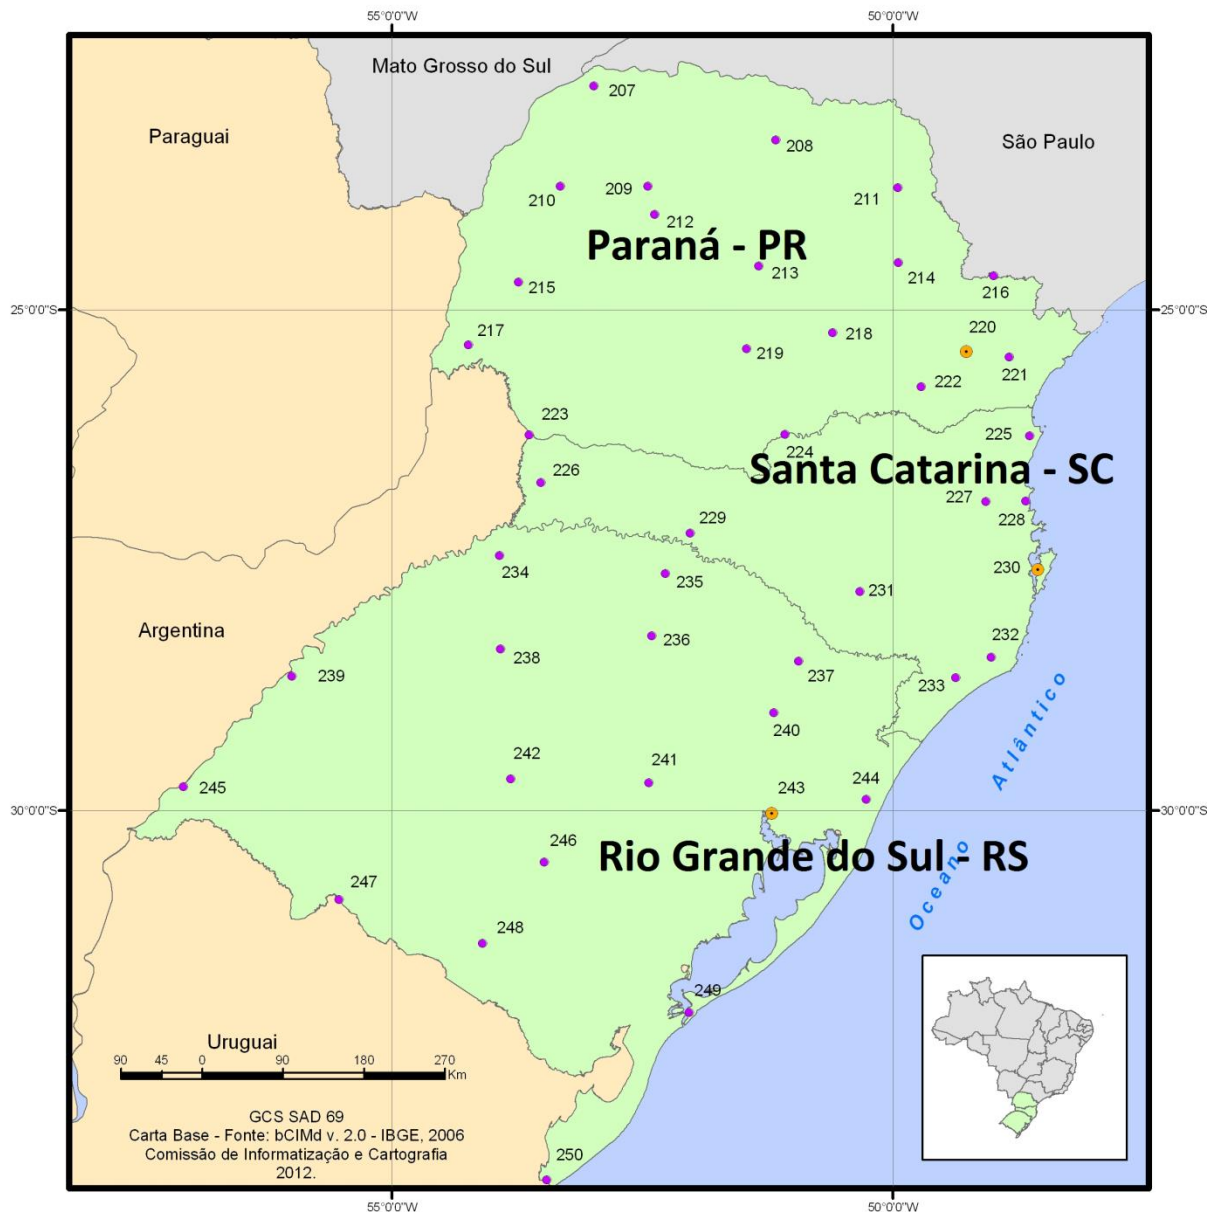 55°0'0"W
50°0'0"W
Mato Grosso do Sul
207
Paraguai
São Paulo
208
210
209
211
212
Paraná - PR
213
214
215
216
25°0'0"S
25°0'0"S
217
218
220
219
221
222
223
224
225
Santa Catarina - SC
226
227
228
229
230
234
235
231
Argentina
236
232
238
237
239
233
240
Oceano Atlântico
242
241
243
244
245
30°0'0"S
30°0'0"S
246
Rio Grande do Sul - RS
247
248
249
Uruguai
90 45 0 90 180 270
Km
GCS SAD 69
Carta Base - Fonte: bCIMd v. 2.0 - IBGE, 2006
Comissão de Informatização e Cartografia
2012.
250
55°0'0"W
50°0'0"W